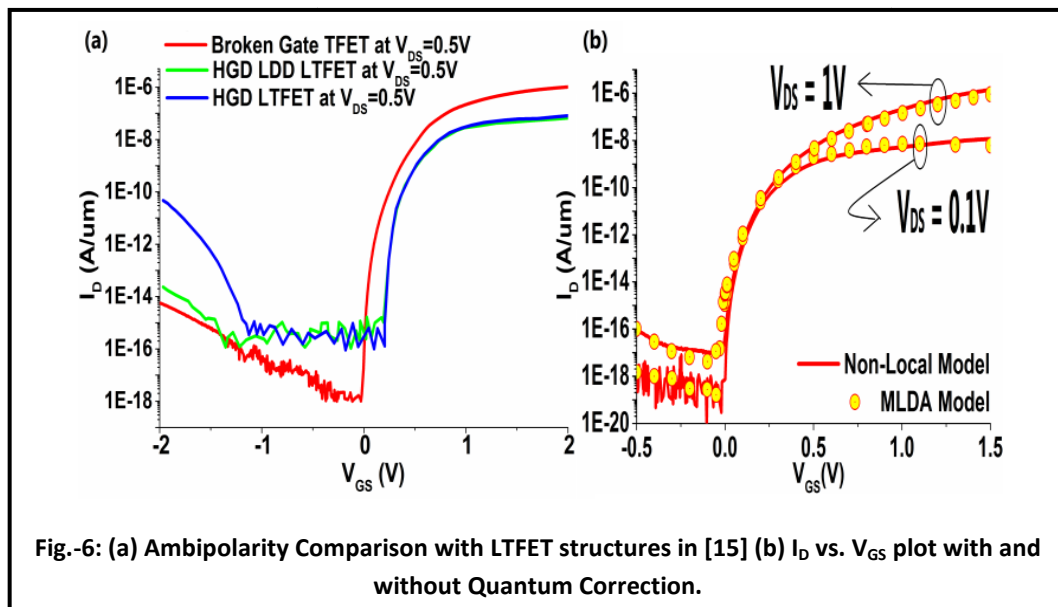 (a)
Broken Gate TFET at VDS=0.5V
HGD LDD LTFET at VDS=0.5V
HGD LTFET at VDS=0.5V
1E-6
1E-8
1E-10
1E-12
1E-14
1E-16
1E-18
ID (A/um)
-2
-1
0
1
2
VGS (V)
(b)
VDS = 1V
VDS = 0.1V
1E-6
1E-8
1E-10
1E-12
1E-14
1E-16
1E-18
1E-20
ID (A/um)
Non-Local Model
MLDA Model
-0.5
0.0
0.5
1.0
1.5
VGS(V)
Fig.-6: (a) Ambipolarity Comparison with LTFET structures in [15] (b) ID vs. VGS plot with and
without Quantum Correction.